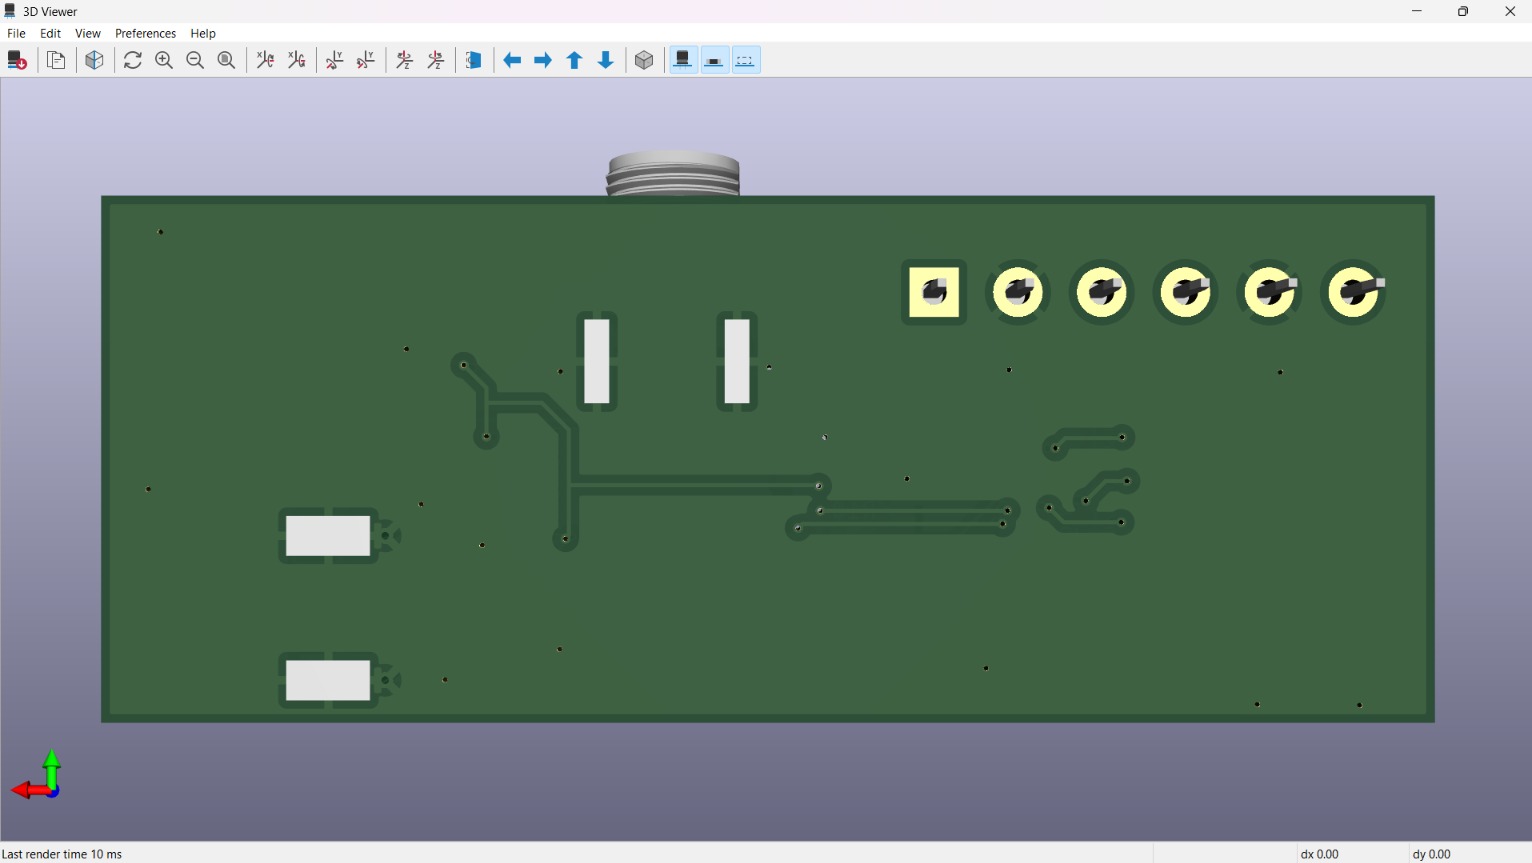 3D Viewer
File Edit View Preferences Help
Last render time 10 ms
dx 0.00
dy 0.00